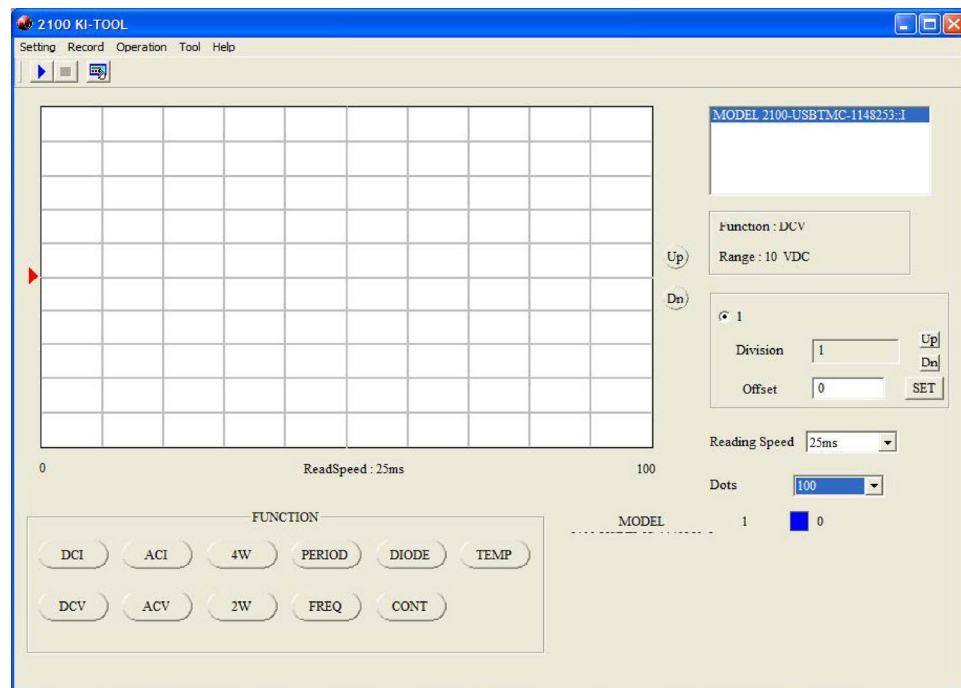 2100 KI-TOOL
Setting Record Operation Tool Help
MODEL 2100-USBTMC-1148253::I
Function : DCV
Range : 10 VDC
Up
Dn
1
Division 1 Up
Dn
Offset 0 SET
Reading Speed 25ms
Dots 100
0 ReadSpeed : 25ms 100
MODEL 1 0
FUNCTION
DCI ACI 4W PERIOD DIODE TEMP
DCV ACV 2W FREQ CONT